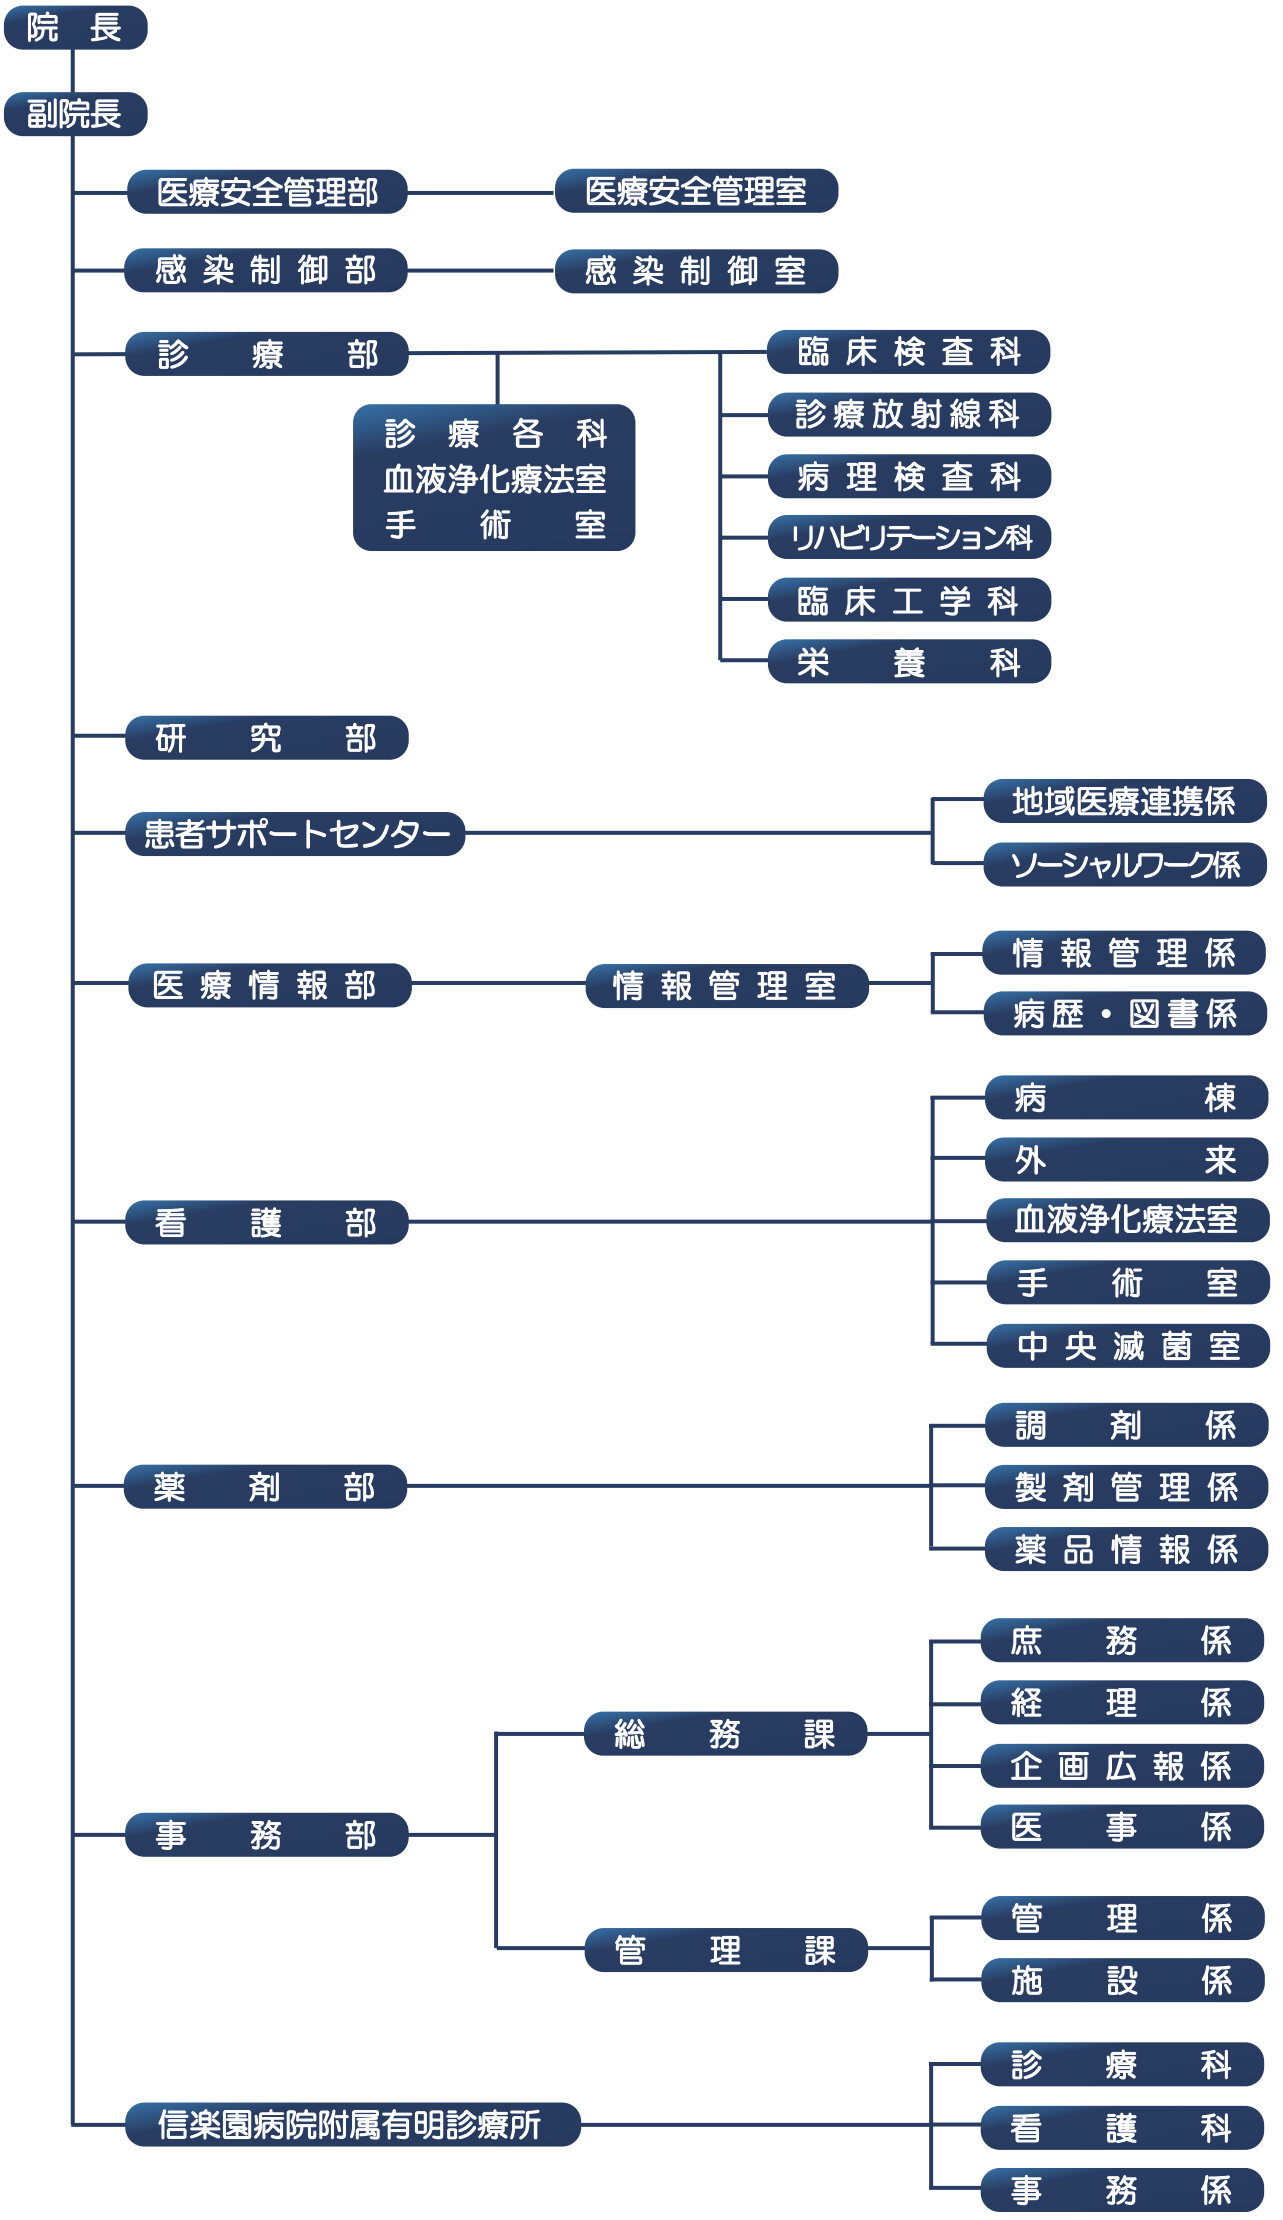 院長
副院長
医療安全管理部
医療安全管理室
感染制御部
感染制御室
診療部
診療各科
血液浄化療法室
手術室
臨床検査科
診療放射線科
病理検査科
リハビリテーション科
臨床工学科
栄養科
研究部
患者サポートセンター
地域医療連携係
ソーシャルワーク係
医療情報部
情報管理室
情報管理係
病歴・図書係
看護部
病棟
外来
血液浄化療法室
手術室
中央滅菌室
薬剤部
調剤係
製剤管理係
薬品情報係
事務部
総務課
庶務係
経理係
企画広報係
医事係
管理課
管理係
施設係
信楽園病院附属有明診療所
診療科
看護科
事務係